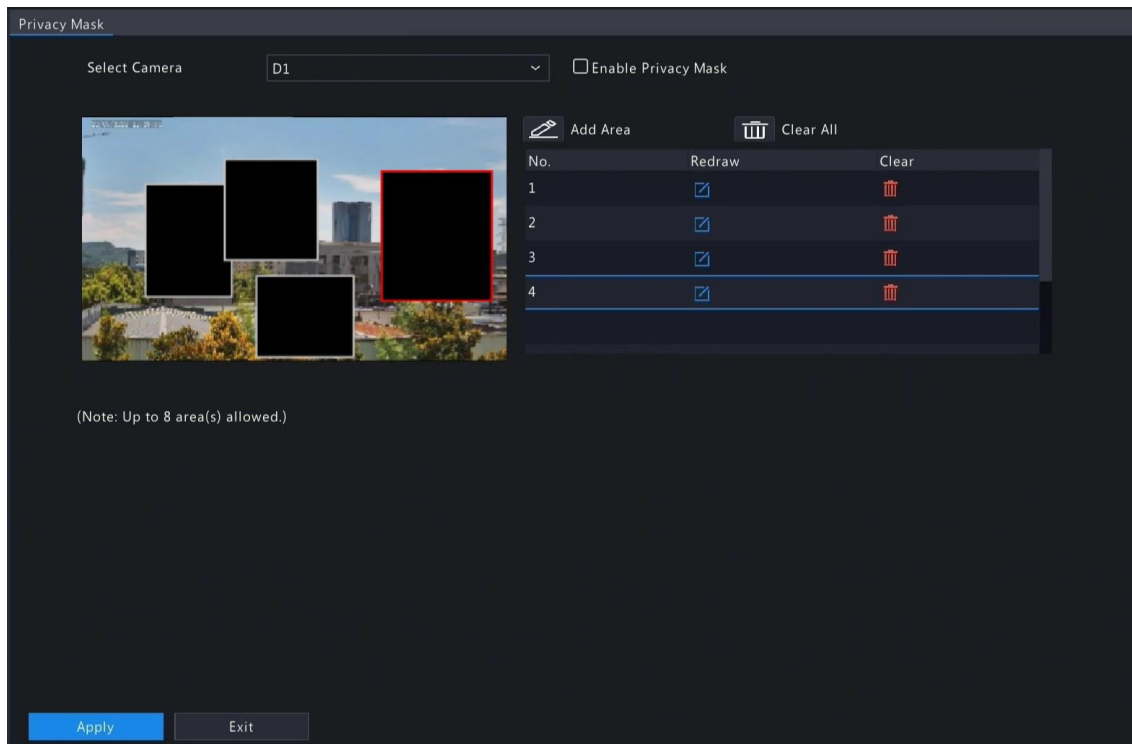 Privacy Mask
Select Camera D1 Enable Privacy Mask
Add Area Clear All
No. Redraw Clear
1
2
3
4
(Note: Up to 8 area(s) allowed.)
Apply Exit